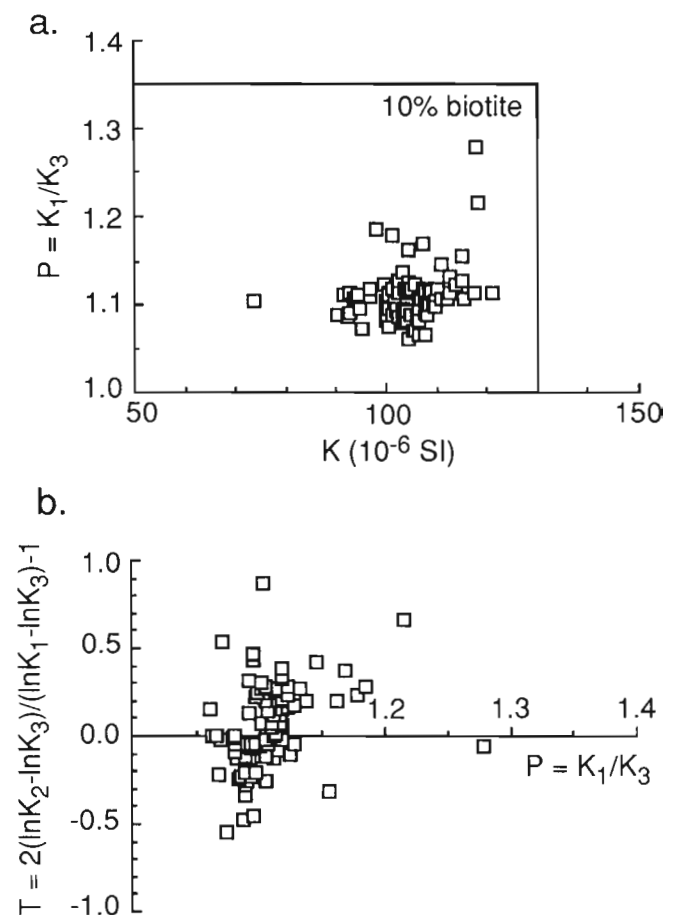 a.
1.4
1.3
1.2
1.1
1.0
P = K₁/K₃
10% biotite
50 100 150
K (10⁻⁶ SI)
b.
1.0
0.5
0.0
-0.5
-1.0
T = 2(lnK₂-lnK₃)/(lnK₁-lnK₃)-1
1.2 1.3 1.4
P = K₁/K₃